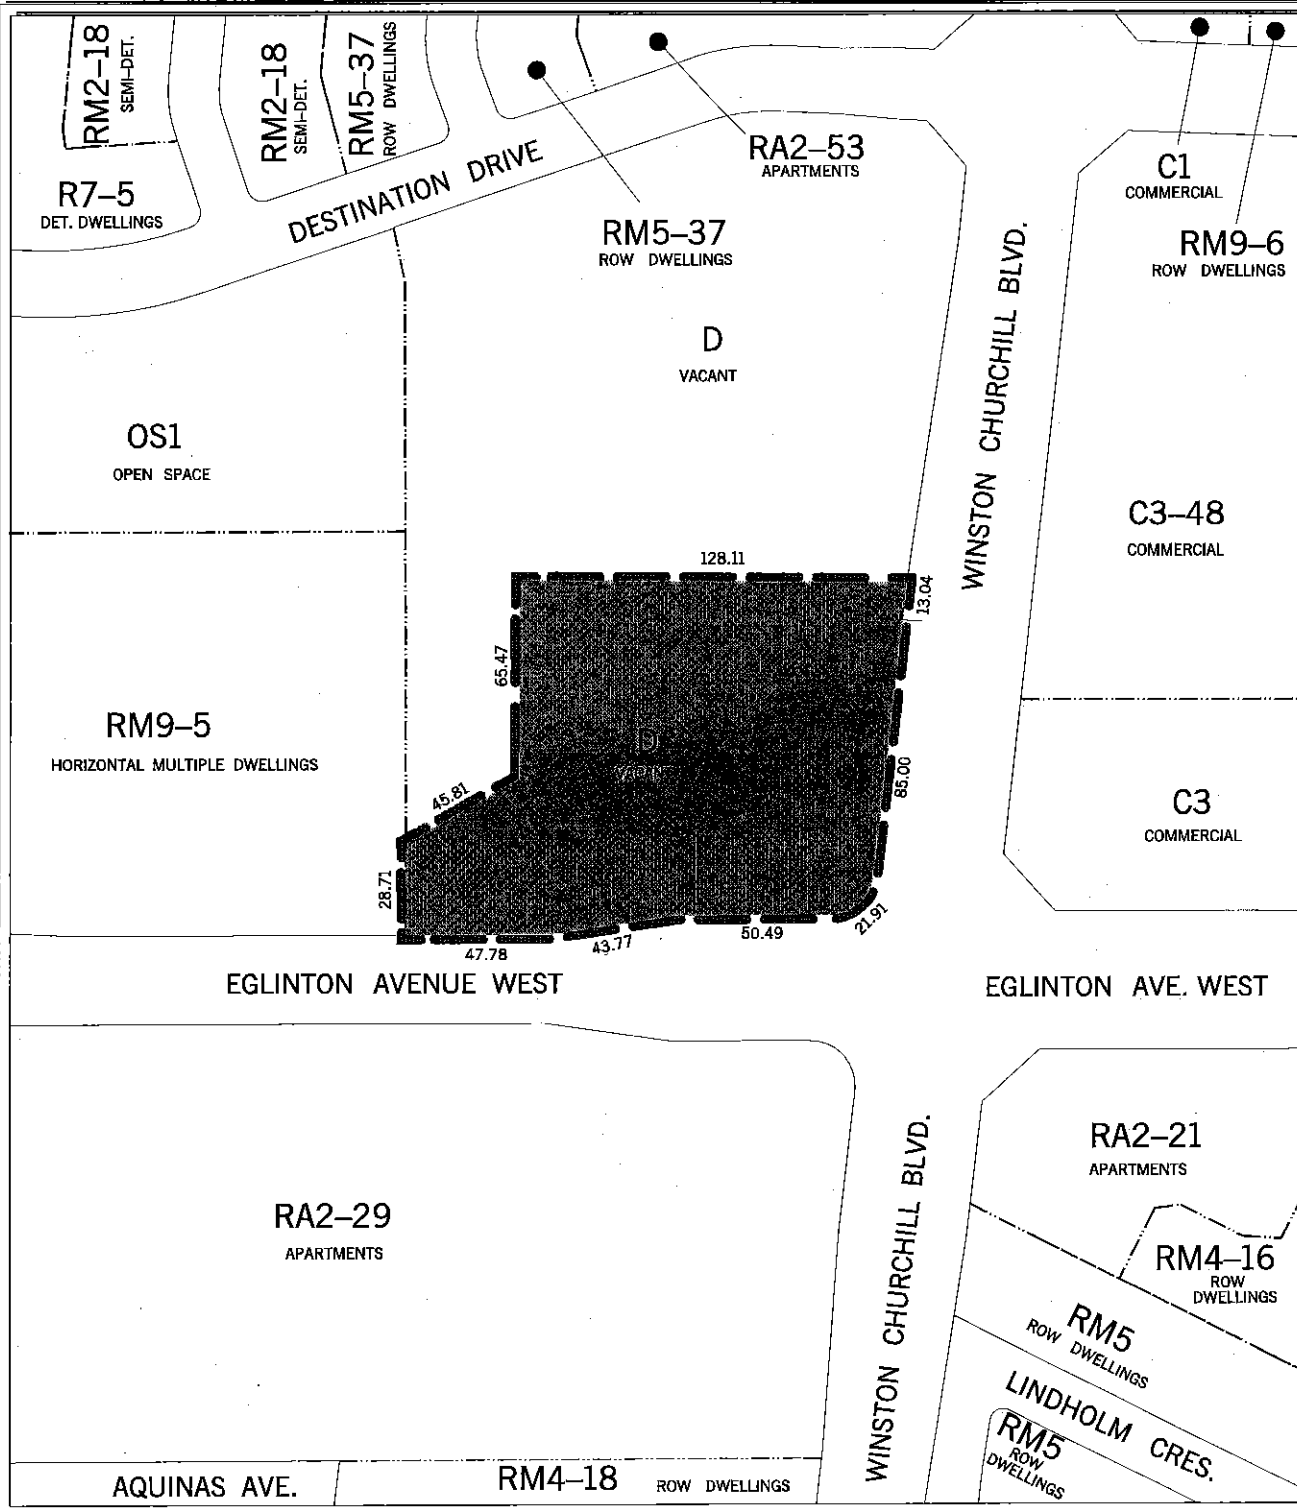 RM2–18
SEMI–DET.
RM2–18
SEMI–DET.
RM5–37
ROW DWELLINGS
R7–5
DET. DWELLINGS
DESTINATION DRIVE
RA2–53
APARTMENTS
RM5–37
ROW DWELLINGS
C1
COMMERCIAL
RM9–6
ROW DWELLINGS
WINSTON CHURCHILL BLVD.
D
VACANT
OS1
OPEN SPACE
C3–48
COMMERCIAL
128.11
13.04
65.47
RM9–5
HORIZONTAL MULTIPLE DWELLINGS
D
85.00
C3
COMMERCIAL
45.81
28.71
21.91
47.78
43.77
50.49
EGLINTON AVENUE WEST
EGLINTON AVE. WEST
RA2–21
APARTMENTS
RA2–29
APARTMENTS
WINSTON CHURCHILL BLVD.
RM4–16
ROW
DWELLINGS
RM5
ROW DWELLINGS
LINDHOLM CRES.
RM5
ROW
DWELLINGS
AQUINAS AVE.
RM4–18
ROW DWELLINGS